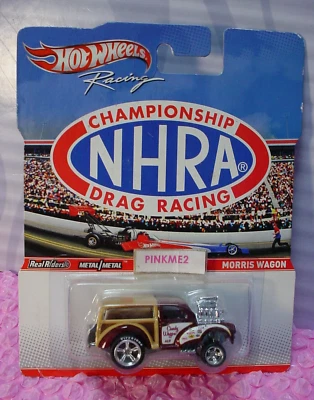 HOT WHEELS
Racing
CHAMPIONSHIP
NHRA®
DRAG RACING
PINKME2
Real Riders®
METAL/METAL
MORRIS WAGON